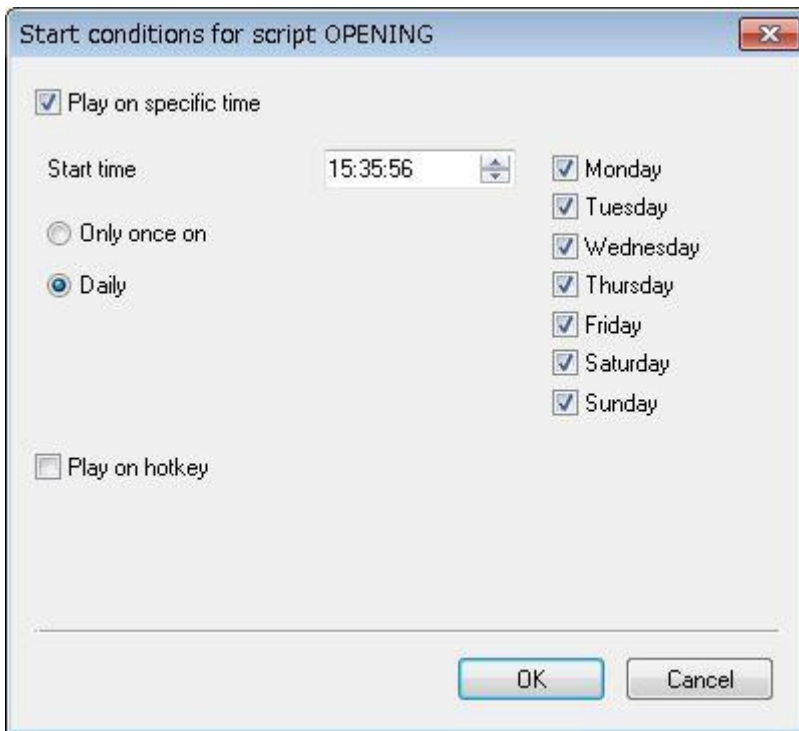 Start conditions for script OPENING
Play on specific time
Start time 15:35:56
Only once on
Daily
Monday
Tuesday
Wednesday
Thursday
Friday
Saturday
Sunday
Play on hotkey
OK Cancel